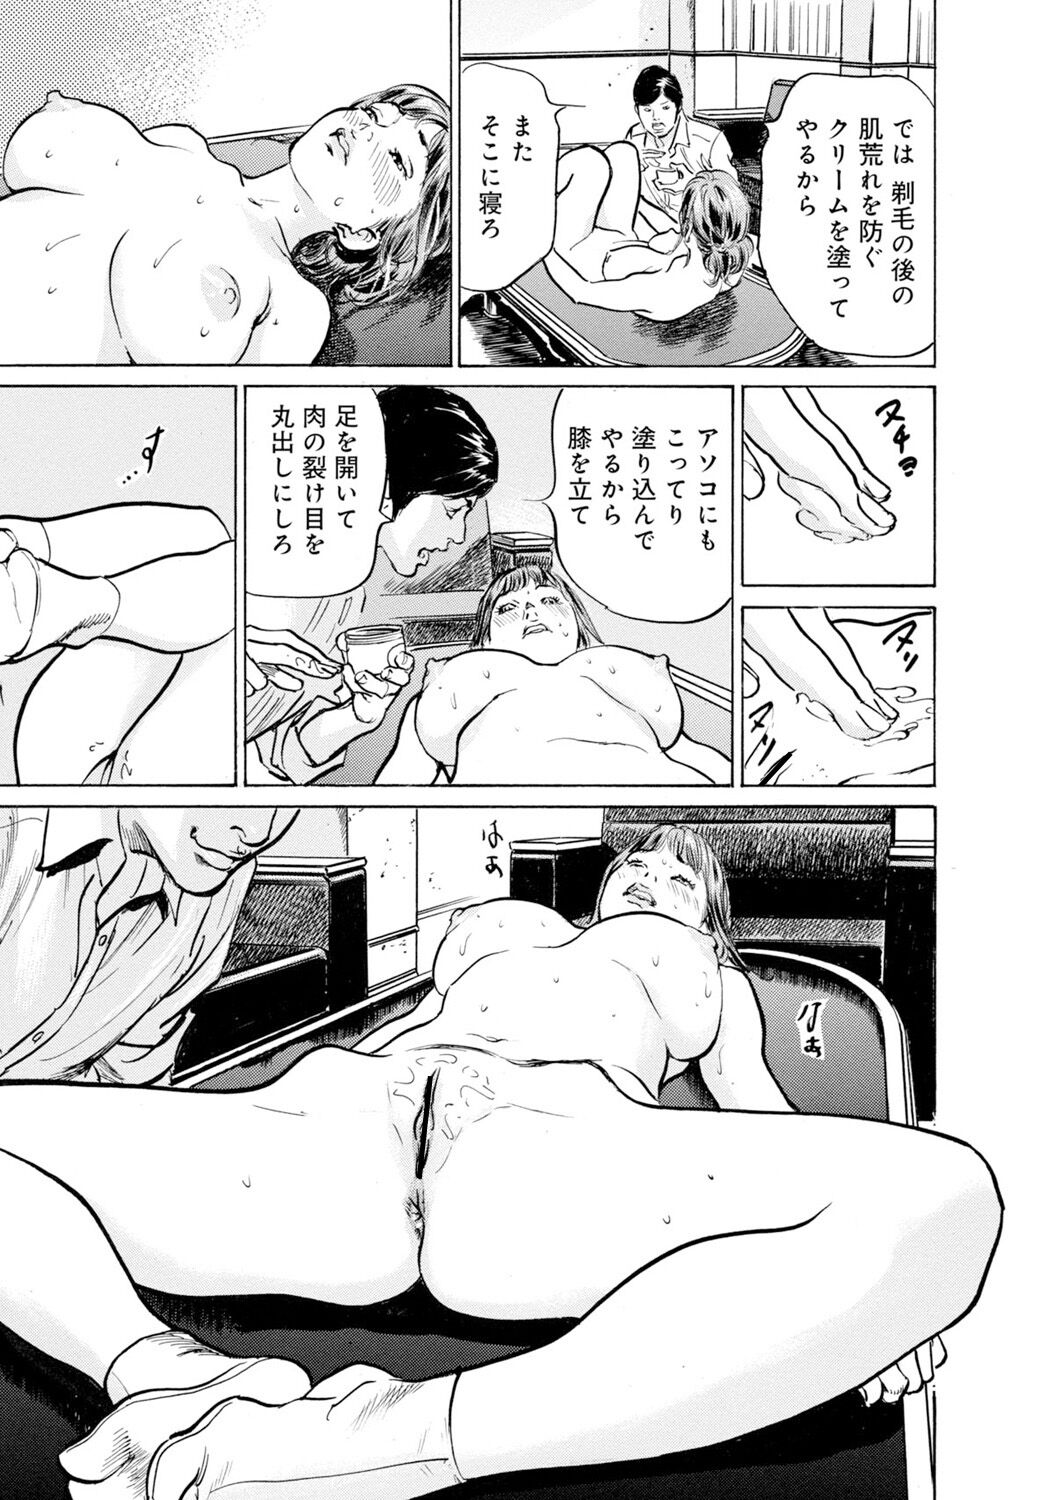 では 剃毛の後の
肌荒れを防ぐ
クリームを塗って
やるから
また
そこに寝ろ
ヌチョ
ヌリ
ヌリ
アソコにも
こってり
塗り込んで
やるから
膝を立て
足を開いて
肉の裂け目を
丸出しにしろ
す…
はぁ
はぁ